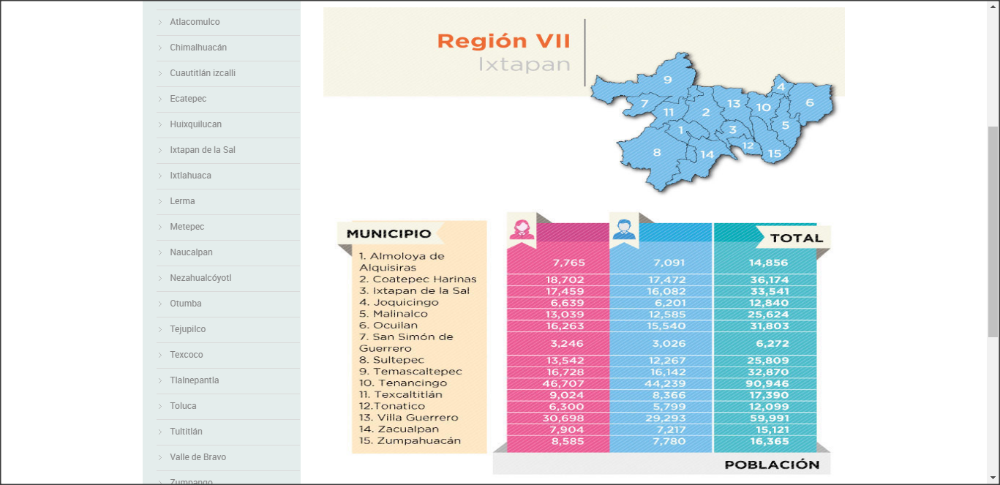 Atlacomulco
Chimalhuacán
Cuautitlán izcalli
Ecatepec
Huixquilucan
Ixtapan de la Sal
Ixtlahuaca
Lerma
Metepec
Naucalpan
Nezahualcóyotl
Otumba
Tejupilco
Texcoco
Tlalnepantla
Toluca
Tultitlán
Valle de Bravo
Zumpango
Región VII
Ixtapan
9
4
7
11
2
13
10
6
1
3
5
8
14
12
15
MUNICIPIO
TOTAL
1. Almoloya de
Alquisiras 7,765 7,091 14,856
2. Coatepec Harinas 18,702 17,472 36,174
3. Ixtapan de la Sal 17,459 16,082 33,541
4. Joquicingo 6,639 6,201 12,840
5. Malinalco 13,039 12,585 25,624
6. Ocuilan 16,263 15,540 31,803
7. San Simón de
Guerrero 3,246 3,026 6,272
8. Sultepec 13,542 12,267 25,809
9. Temascaltepec 16,728 16,142 32,870
10. Tenancingo 46,707 44,239 90,946
11. Texcaltitlán 9,024 8,366 17,390
12.Tonatico 6,300 5,799 12,099
13. Villa Guerrero 30,698 29,293 59,991
14. Zacualpan 7,904 7,217 15,121
15. Zumpahuacán 8,585 7,780 16,365
POBLACIÓN